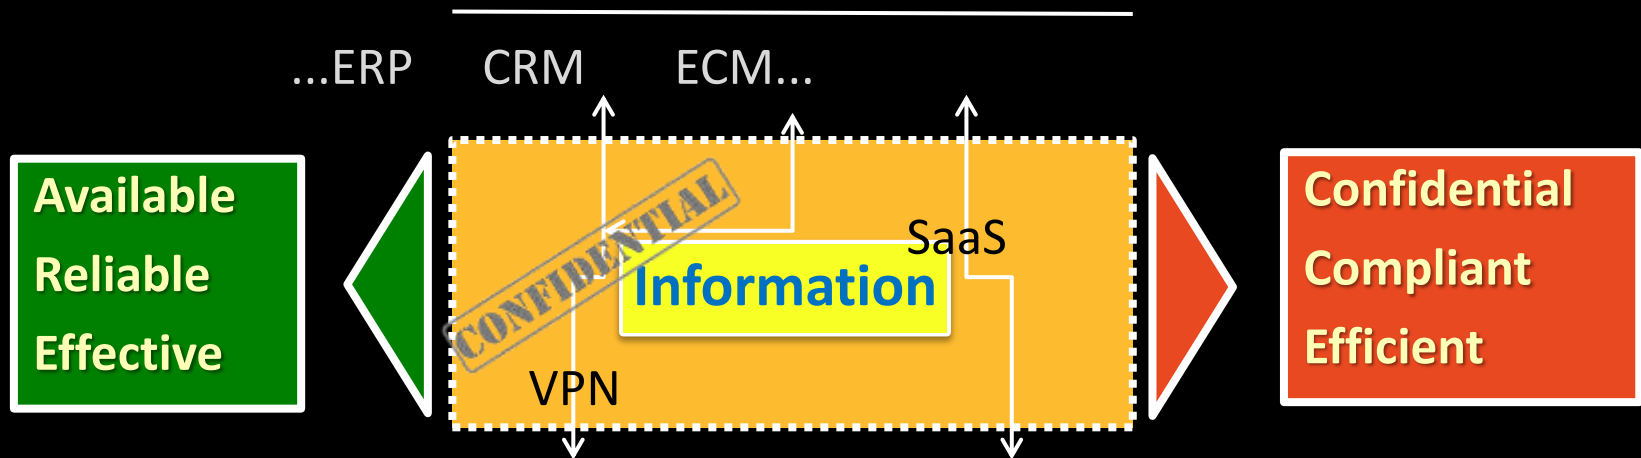 ...ERP CRM ECM...
Available
Reliable
Effective
CONFIDENTIAL
SaaS
Information
VPN
Confidential
Compliant
Efficient